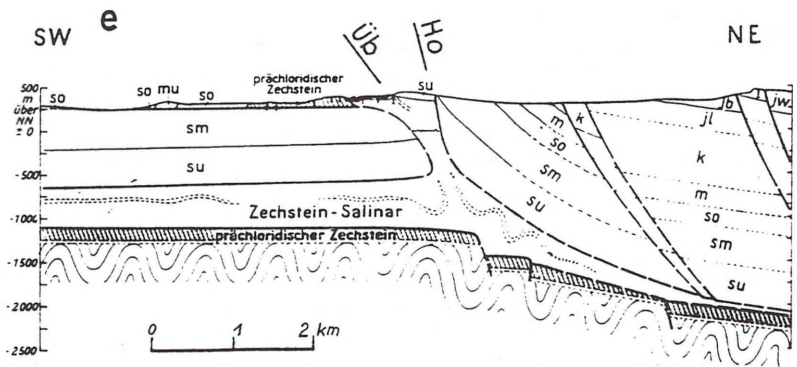 e
SW
Üb
Ho
NE
prächloridischer
Zechstein
so
so mu so
su
b
l
jw
500
m
über
NN
± 0
-500
-1000
-1500
-2000
-2500
sm
su
m
k
so
sm
su
jl
k
m
so
sm
su
Zechstein-Salinar
prächloridischer Zechstein
0 1 2 km